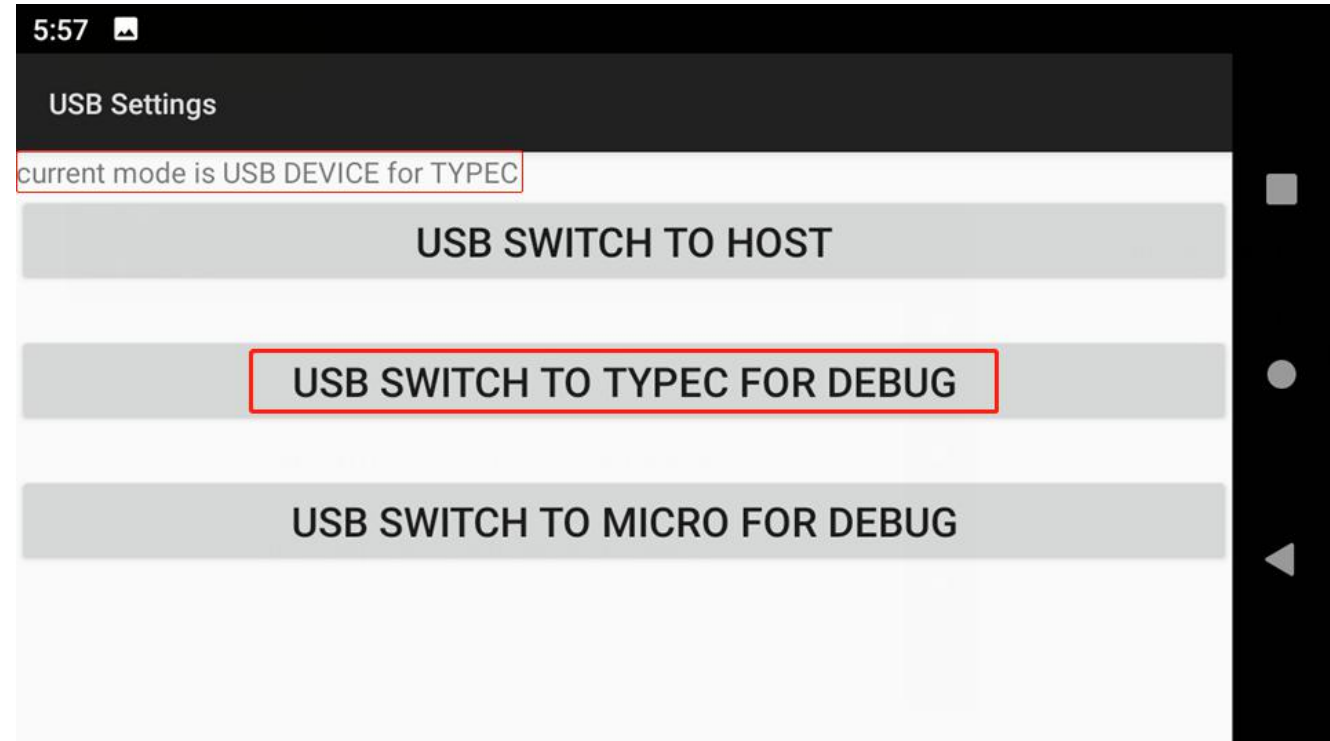 5:57
USB Settings
current mode is USB DEVICE for TYPEC
USB SWITCH TO HOST
USB SWITCH TO TYPEC FOR DEBUG
USB SWITCH TO MICRO FOR DEBUG